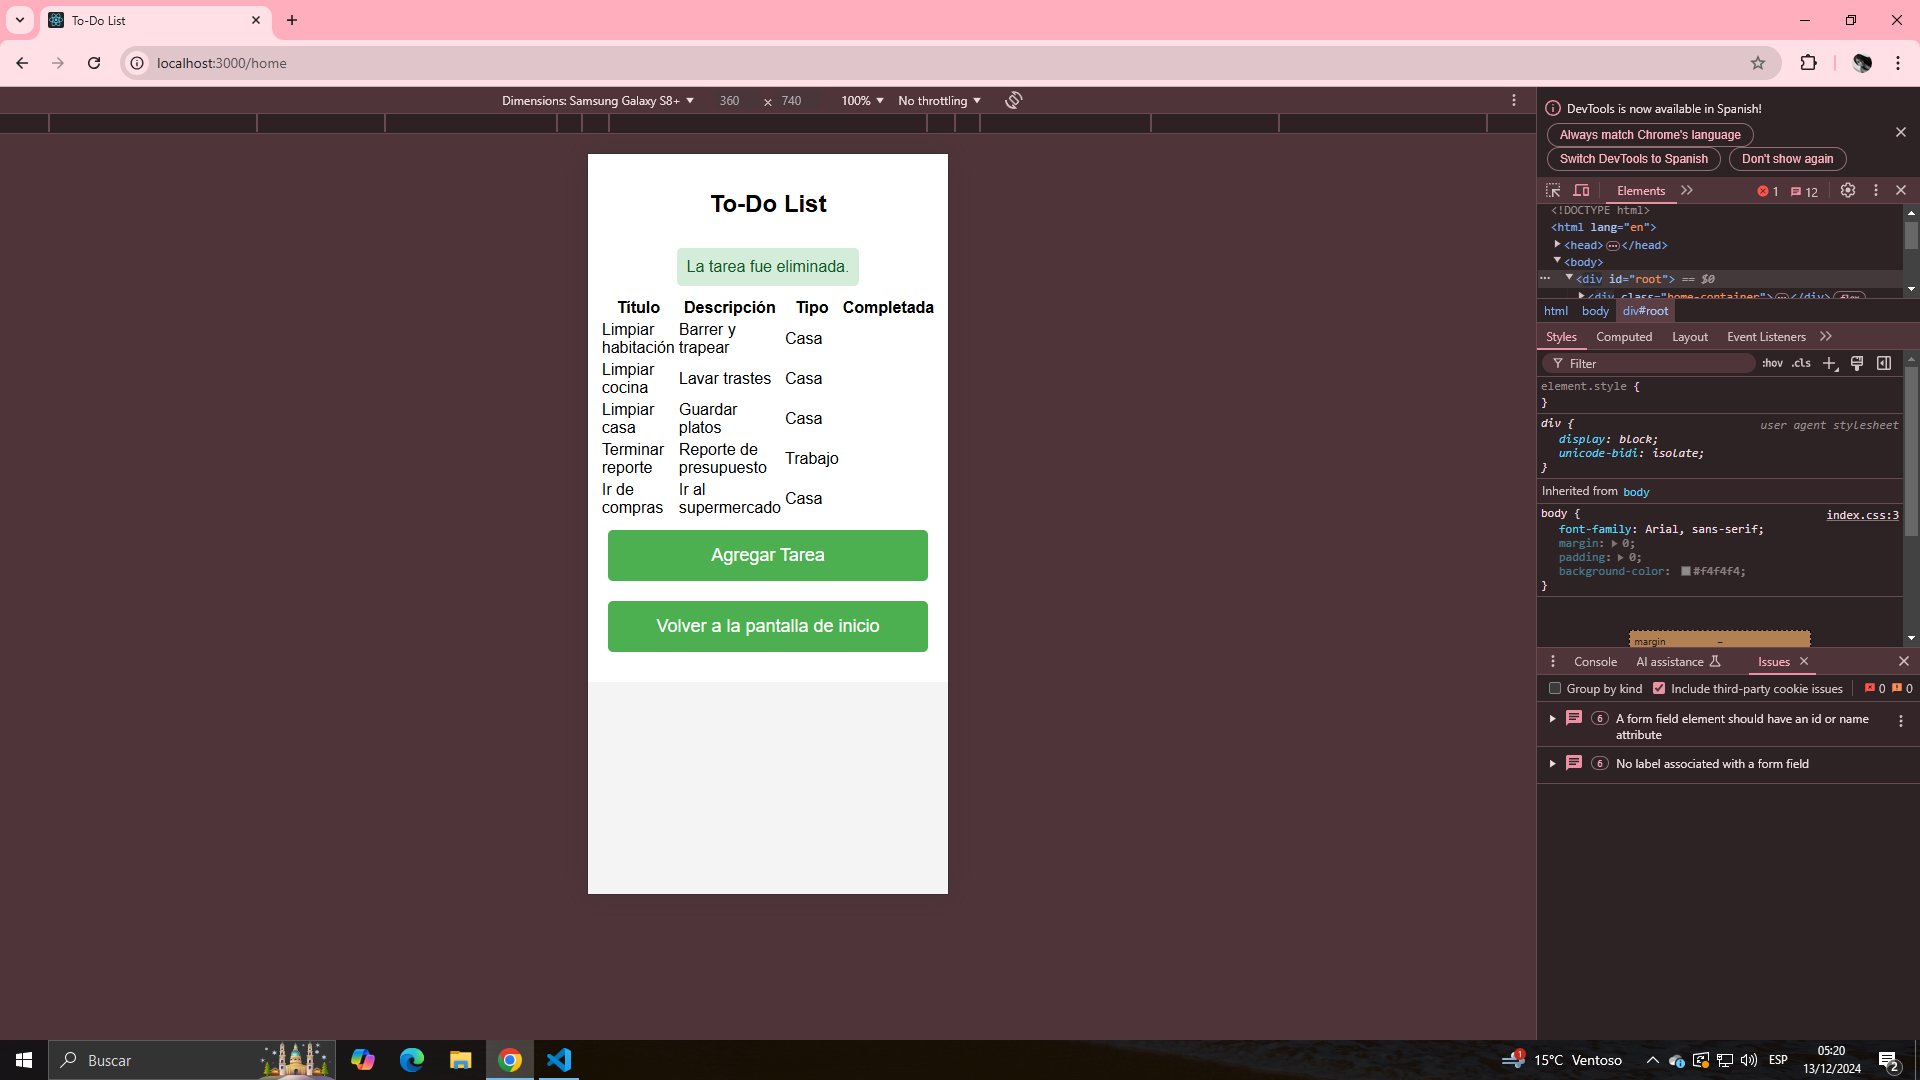 To-Do List
localhost:3000/home
Dimensions: Samsung Galaxy S8+ 360 × 740 100% No throttling
To-Do List
La tarea fue eliminada.
Título Descripción Tipo Completada
Limpiar habitación Barrer y trapear Casa
Limpiar cocina Lavar trastes Casa
Limpiar casa Guardar platos Casa
Terminar reporte Reporte de presupuesto Trabajo
Ir de compras Ir al supermercado Casa
Agregar Tarea
Volver a la pantalla de inicio
DevTools is now available in Spanish!
Always match Chrome's language
Switch DevTools to Spanish Don't show again
Elements 1 12
<!DOCTYPE html>
<html lang="en">
<head>…</head>
<body>
<div id="root"> == $0
<div class="home-container">…</div> flex
html body div#root
Styles Computed Layout Event Listeners
Filter :hov .cls
element.style {
}
div { user agent stylesheet
display: block;
unicode-bidi: isolate;
}
Inherited from body
body { index.css:3
font-family: Arial, sans-serif;
margin: 0;
padding: 0;
background-color: #f4f4f4;
}
margin –
Console AI assistance Issues
Group by kind Include third-party cookie issues 0 0
6 A form field element should have an id or name
attribute
6 No label associated with a form field
Buscar
1 15°C Ventoso ESP
05:20
13/12/2024
2